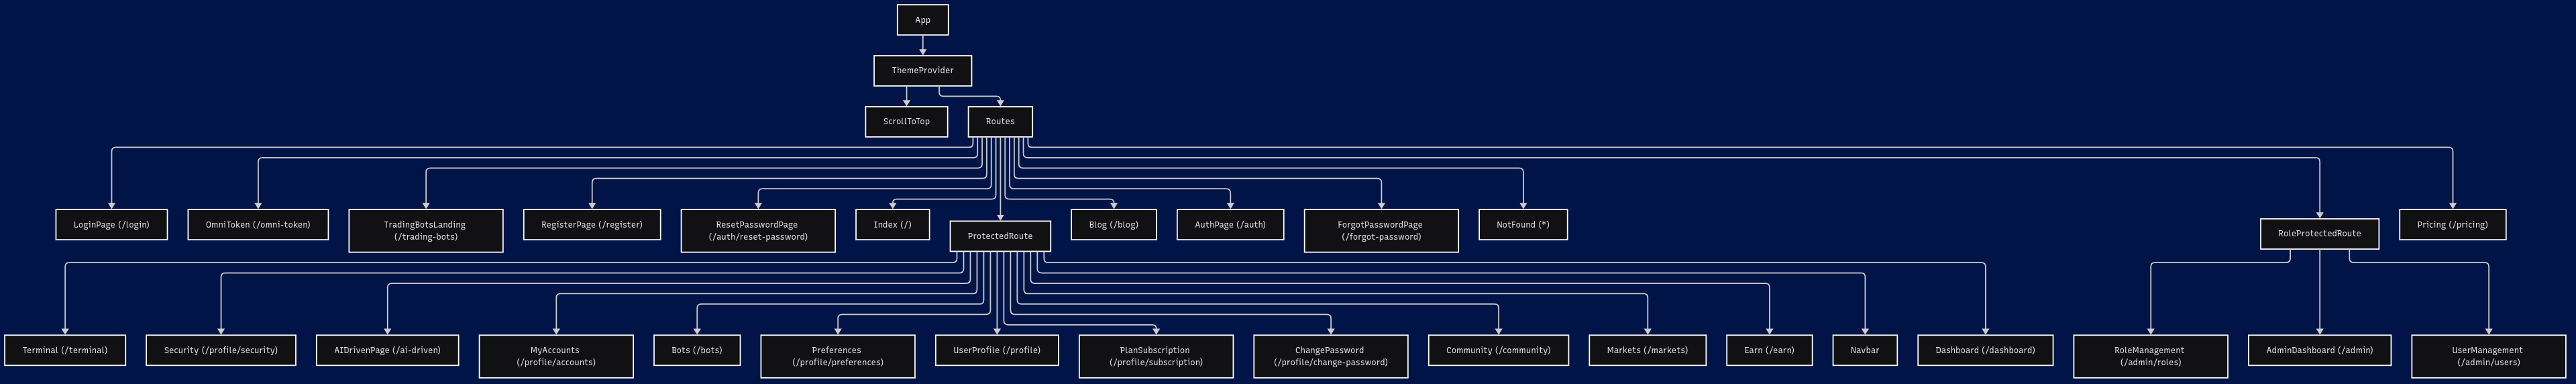 App
ThemeProvider
ScrollToTop
Routes
LoginPage (/login)
OmniToken (/omni-token)
TradingBotsLanding
(/trading-bots)
RegisterPage (/register)
ResetPasswordPage
(/auth/reset-password)
Index (/)
ProtectedRoute
Blog (/blog)
AuthPage (/auth)
ForgotPasswordPage
(/forgot-password)
NotFound (*)
RoleProtectedRoute
Pricing (/pricing)
Terminal (/terminal)
Security (/profile/security)
AIDrivenPage (/ai-driven)
MyAccounts
(/profile/accounts)
Bots (/bots)
Preferences
(/profile/preferences)
UserProfile (/profile)
PlanSubscription
(/profile/subscription)
ChangePassword
(/profile/change-password)
Community (/community)
Markets (/markets)
Earn (/earn)
Navbar
Dashboard (/dashboard)
RoleManagement
(/admin/roles)
AdminDashboard (/admin)
UserManagement
(/admin/users)